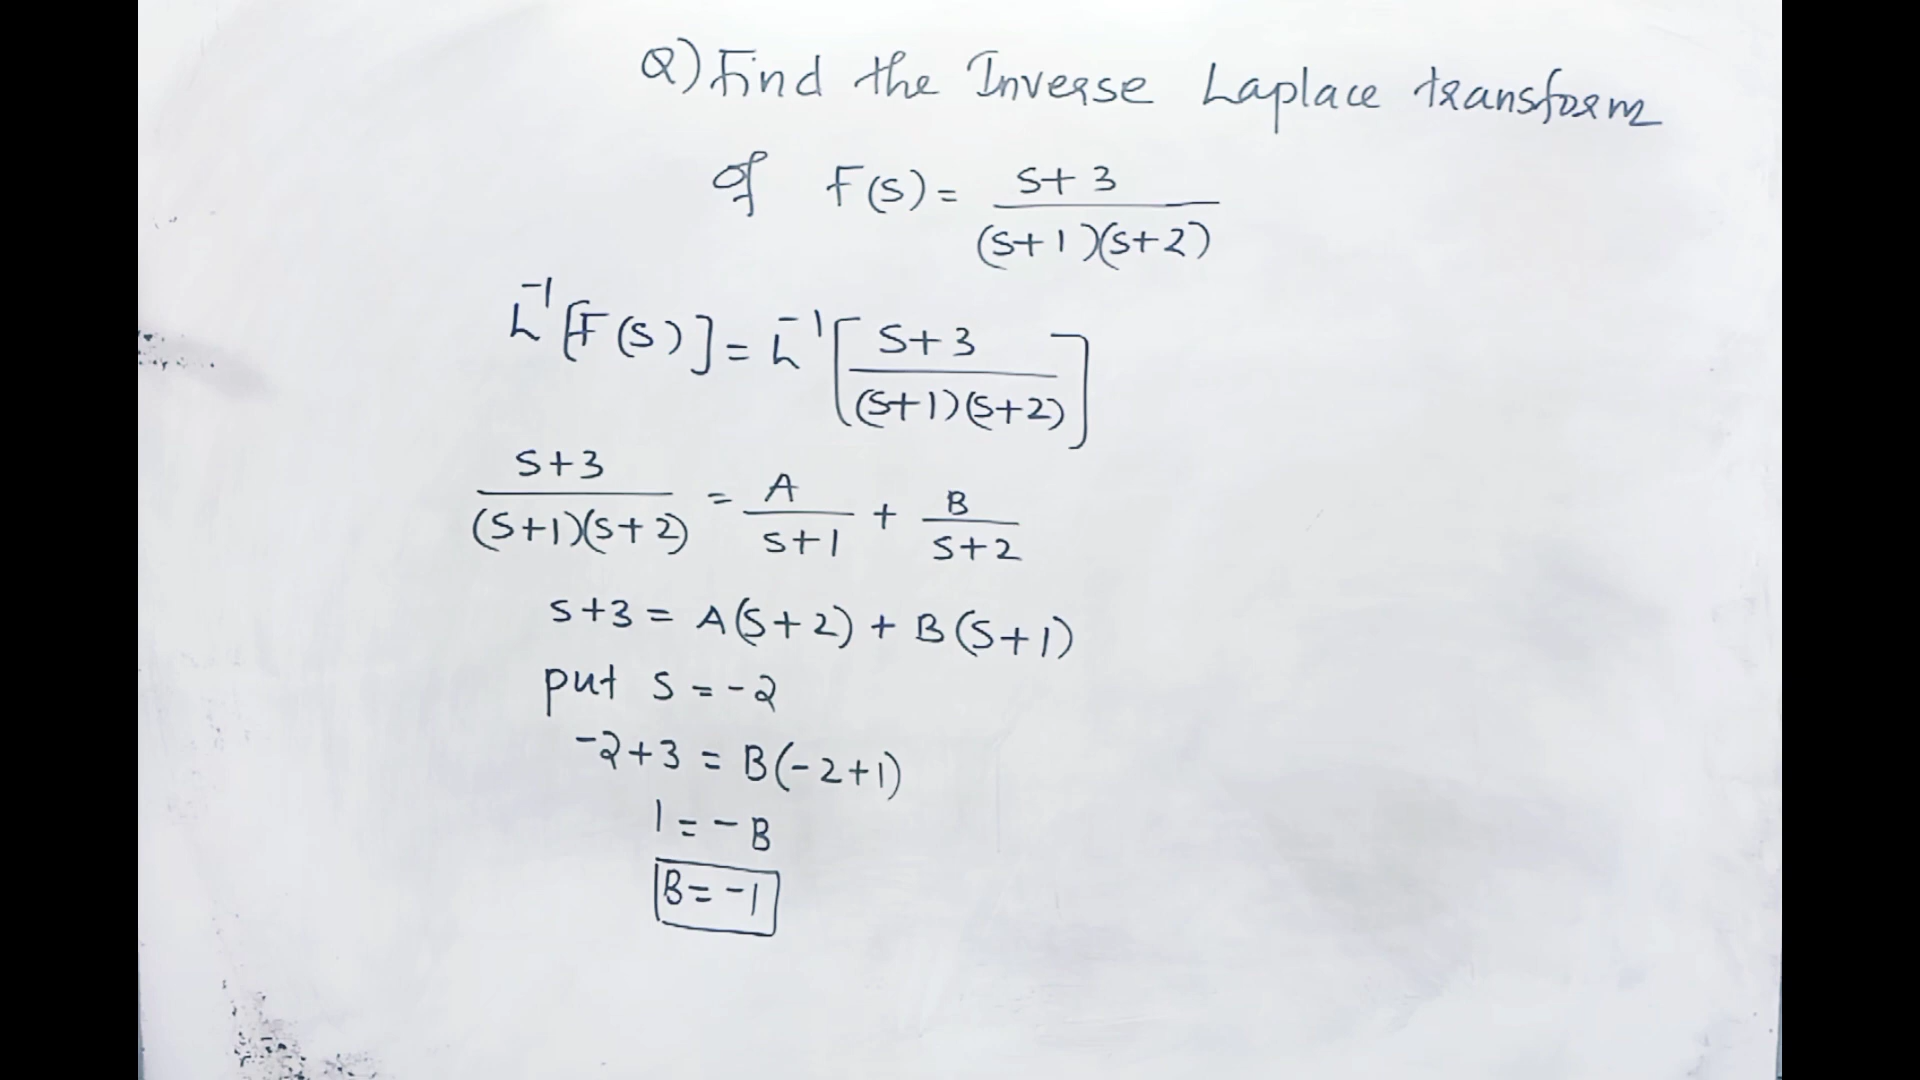 Q) Find the Inverse Laplace transform
of F(s) = s+3 / (s+1)(s+2)
L⁻¹[F(s)] = L⁻¹[s+3 / (s+1)(s+2)]
s+3 / (s+1)(s+2) = A / s+1 + B / s+2
s+3 = A(s+2) + B(s+1)
put s = -2
-2+3 = B(-2+1)
1 = -B
B = -1